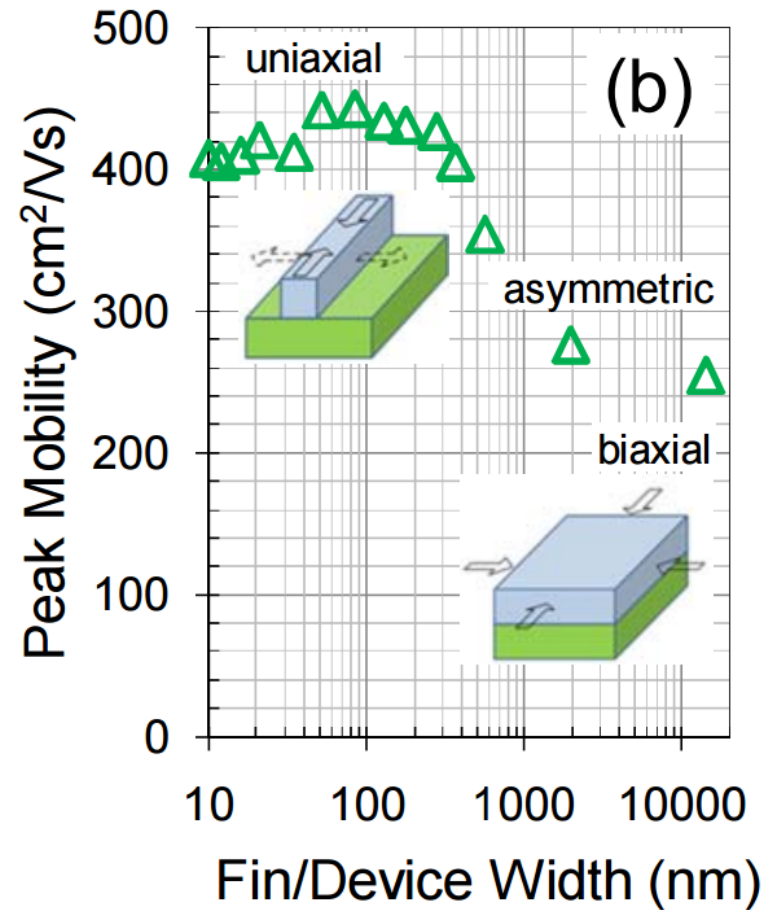 500
uniaxial
(b)
400
300
asymmetric
200
biaxial
100
0
10 100 1000 10000
Peak Mobility (cm²/Vs)
Fin/Device Width (nm)